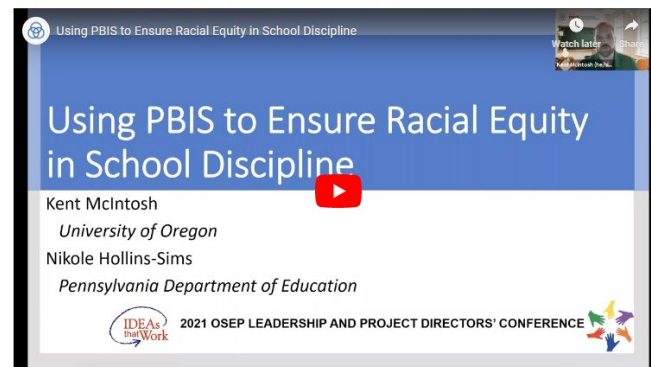 Using PBIS to Ensure Racial Equity in School Discipline
Watch later
Share
Using PBIS to Ensure Racial Equity
in School Discipline
Kent McIntosh
University of Oregon
Nikole Hollins-Sims
Pennsylvania Department of Education
IDEAs
that Work
2021 OSEP LEADERSHIP AND PROJECT DIRECTORS' CONFERENCE